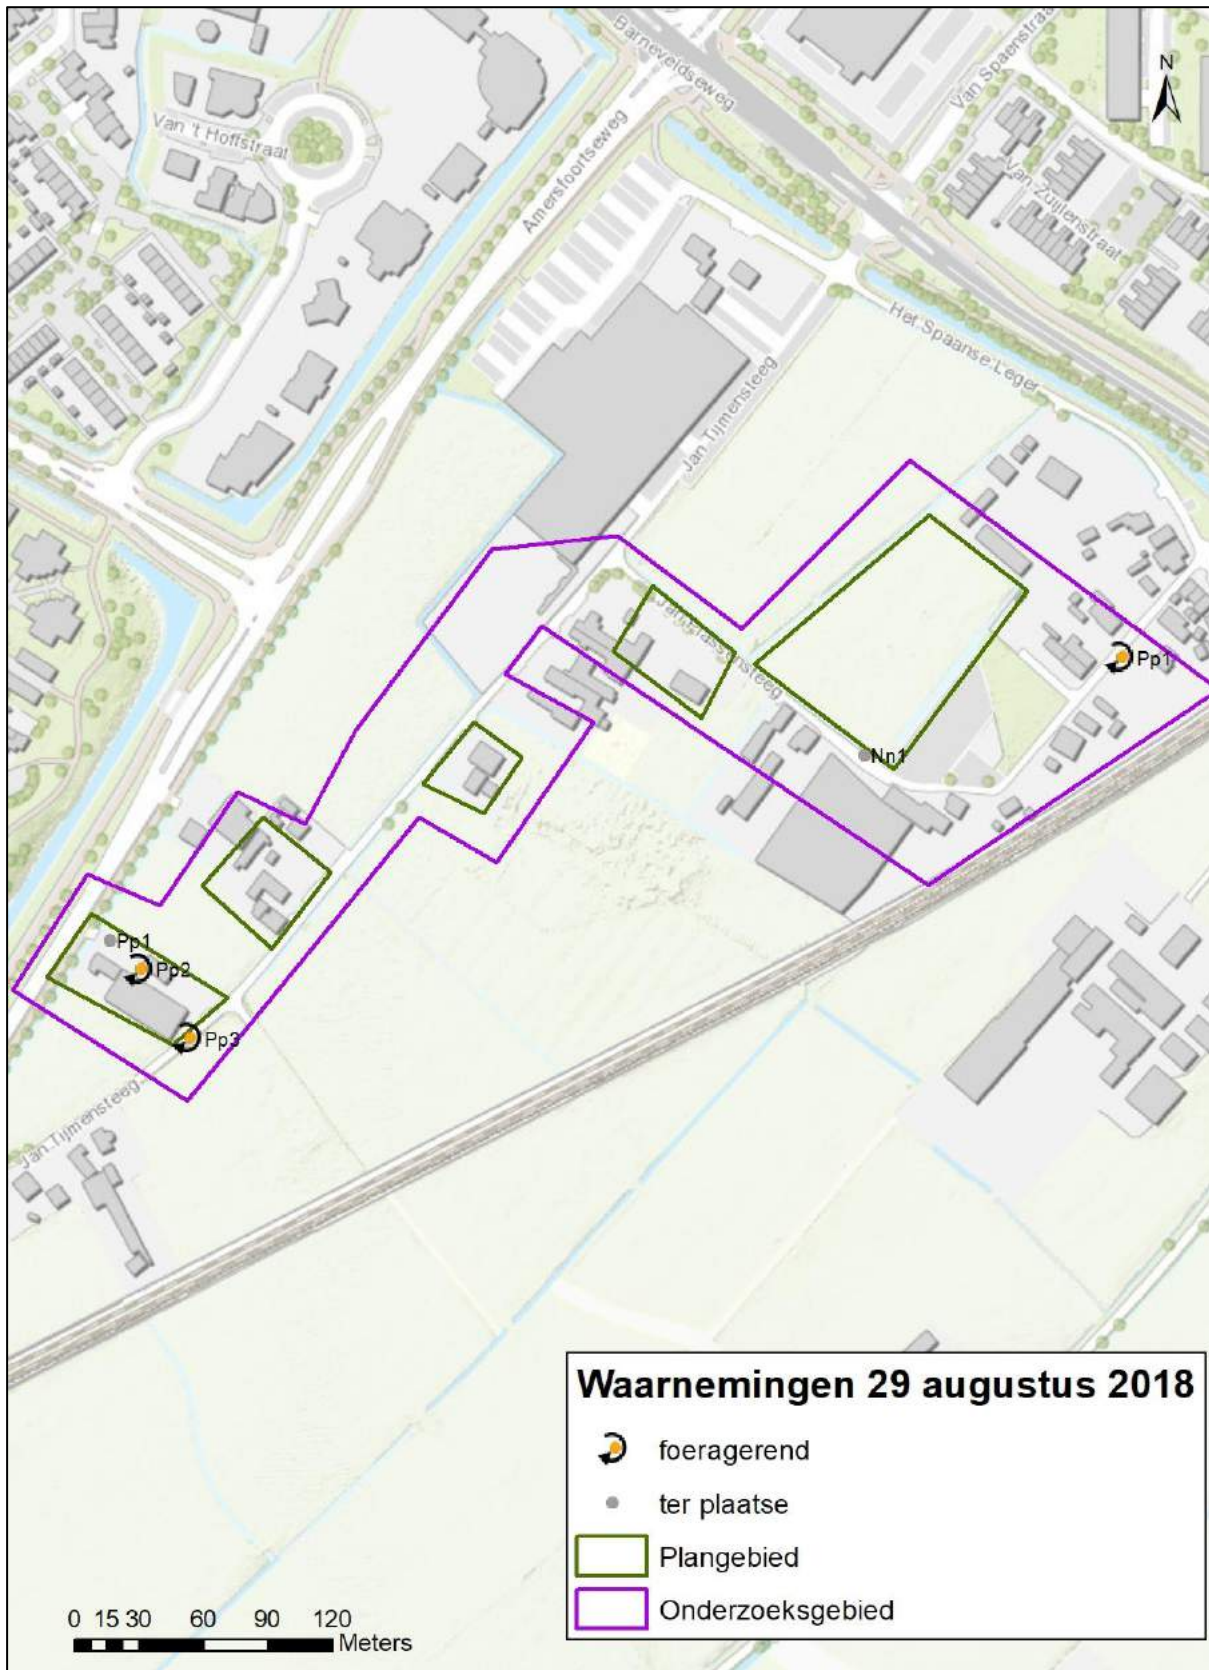 Barneveldseweg
Van Spaenstraa
N
Van 't Hoffstraat
Amersfoortseweg
Van Zuijlenstraat
Het Spaanse Leger
Jan Tijmensteeg
Pp1
Nn1
Pp1
Pp2
Pp3
Jan Tijmensteeg
Waarnemingen 29 augustus 2018
foeragerend
ter plaatse
Plangebied
Onderzoeksgebied
0 15 30 60 90 120
Meters